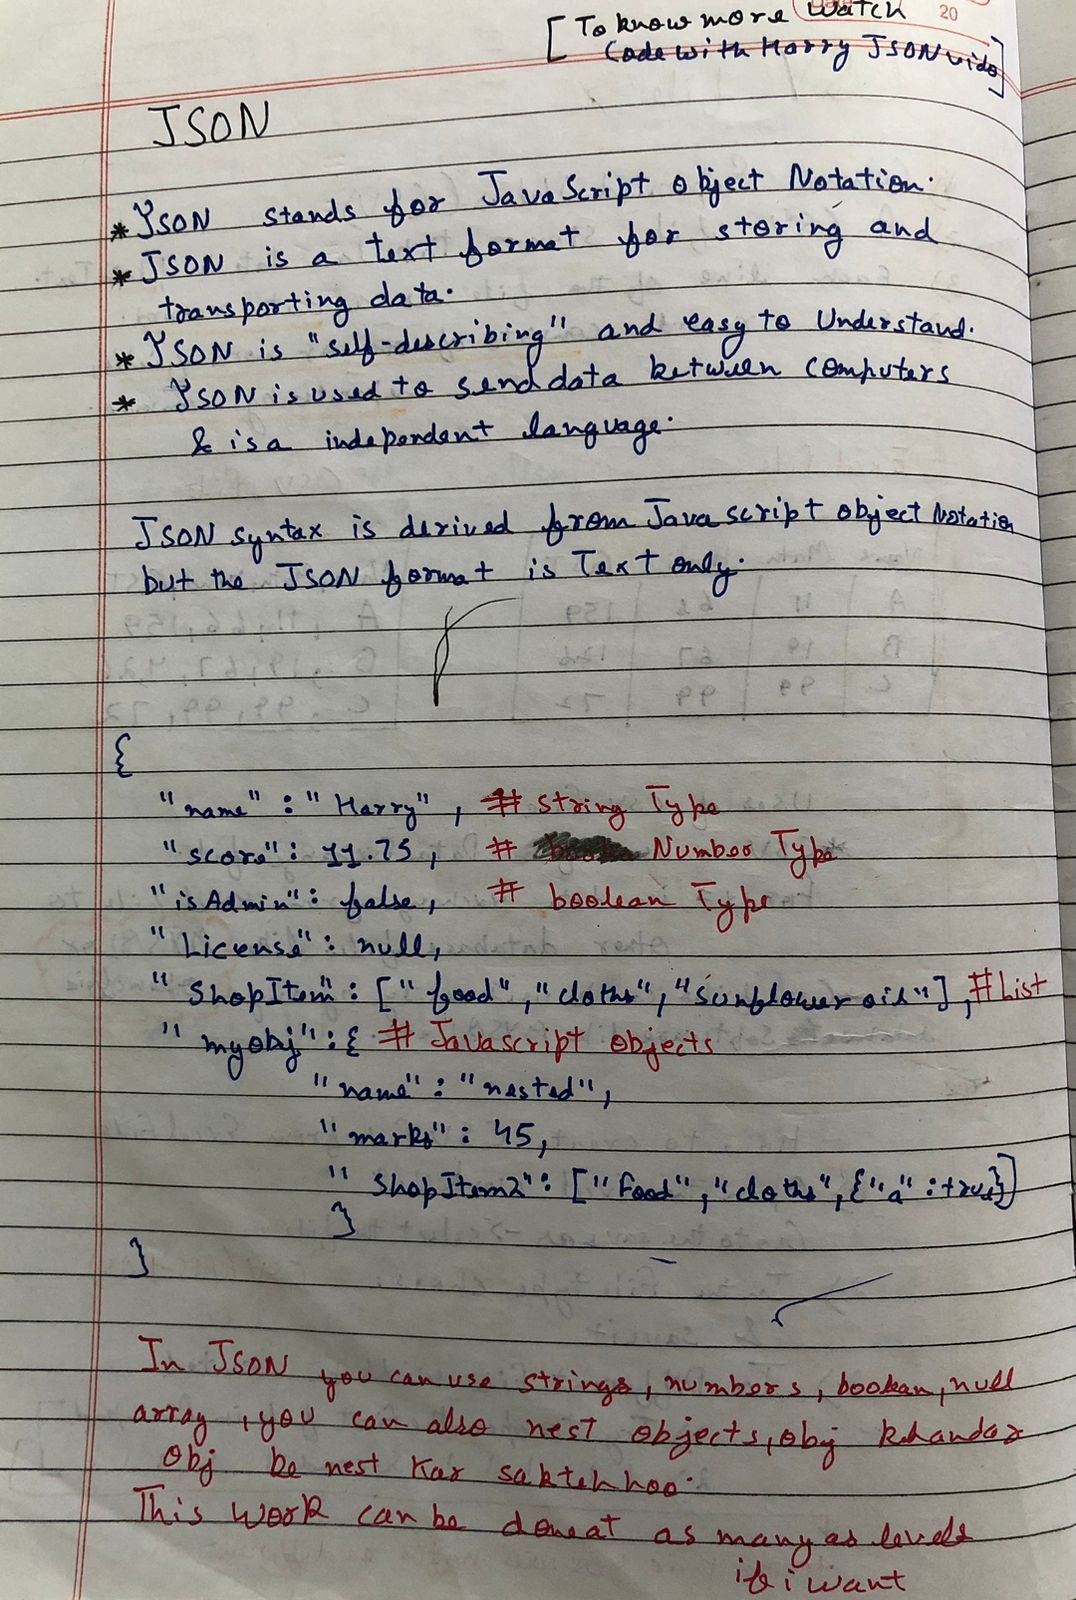 20
[To know more Watch
Code with Harry JSON vido]
JSON
* JSON stands for JavaScript object Notation.
* JSON is a text format for storing and
transporting data.
* JSON is "self-describing" and easy to Understand.
* JSON is used to send data between computers
& is a independent language.
JSON syntax is derived from Javascript object Notation
but the JSON format is Text only.
{
"name" : "Harry", # string Type
"score" : 11.75, # Number Type
"isAdmin" : false, # boolean Type
"License" : null,
"ShopItem" : ["food", "cloths", "Sunflower oil"], #List
"myobj" : { # Javascript objects
"name" : "nested",
"marks" : 45,
"ShopItem2" : ["Food", "cloths", {"a" : true}]
}
}
In JSON you can use strings, numbers, boolean, null
array, you can also nest objects, obj k handar
obj ke nest kar sakteh hoo.
This work can be doneat as many as levels
if i want